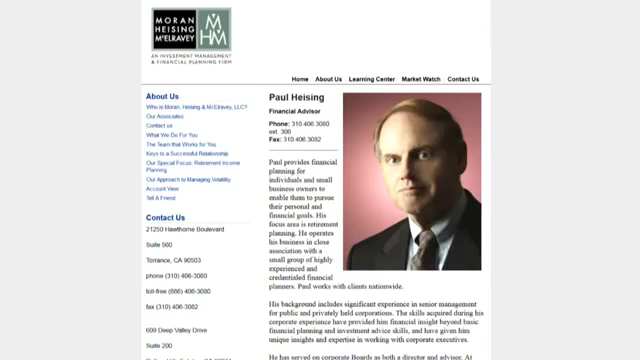 MORAN
HEISING
McELRAVEY
MHM
AN INVESTMENT MANAGEMENT
& FINANCIAL PLANNING FIRM
Home About Us Learning Center Market Watch Contact Us
About Us
Who is Moran, Heising & McElravey, LLC?
Our Associates
Contact us
What We Do For You
The Team that Works for You
Keys to a Successful Relationship
Our Special Focus: Retirement Income
Planning
Our Approach to Managing Volatility
Account View
Tell A Friend
Contact Us
21250 Hawthorne Boulevard
Suite 560
Torrance, CA 90503
phone (310) 406-3080
toll-free (866) 406-3080
fax (310) 406-3082
609 Deep Valley Drive
Suite 200
Paul Heising
Financial Advisor
Phone: 310.406.3080
ext. 306
Fax: 310.406.3082
Paul provides financial
planning for
individuals and small
business owners to
enable them to pursue
their personal and
financial goals. His
focus area is retirement
planning. He operates
his business in close
association with a
small group of highly
experienced and
credentialed financial
planners. Paul works with clients nationwide.
His background includes significant experience in senior management
for public and privately held corporations. The skills acquired during his
corporate experience have provided him financial insight beyond basic
financial planning and investment advice skills, and have given him
unique insights and expertise in working with corporate executives.
He has served on corporate Boards as both a director and advisor. At